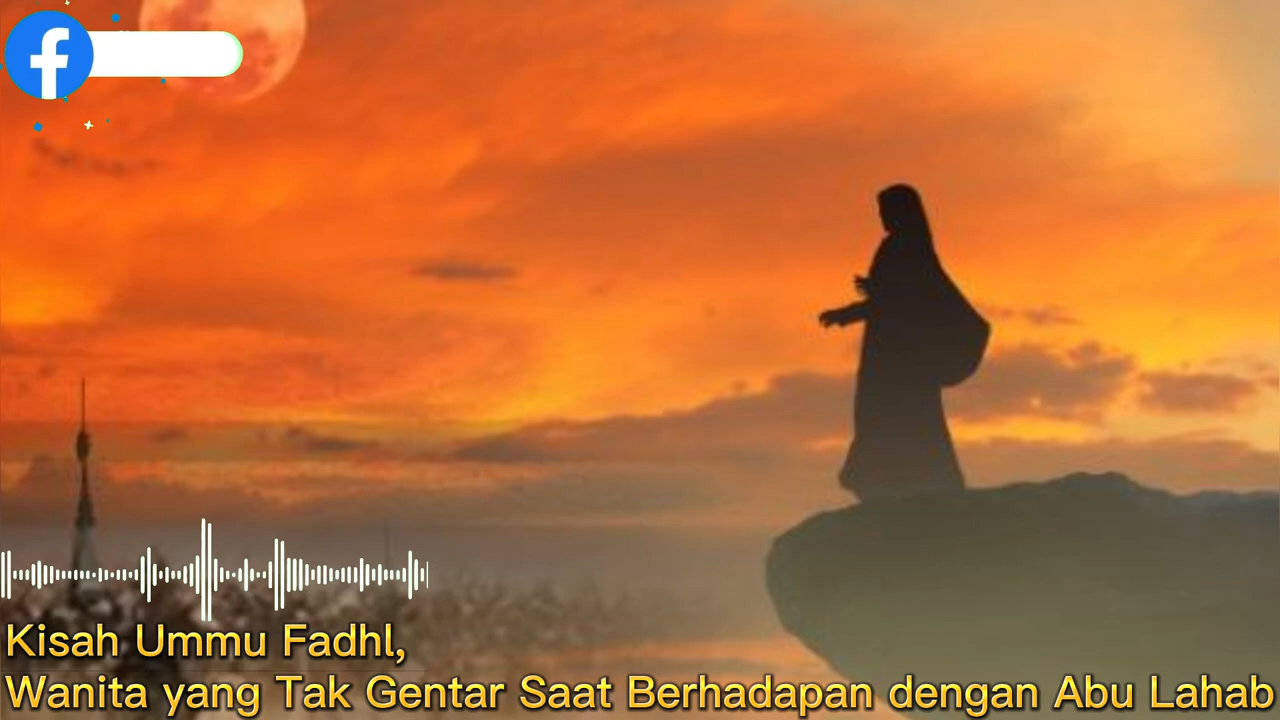 Kisah Ummu Fadhl,
Wanita yang Tak Gentar Saat Berhadapan dengan Abu Lahab